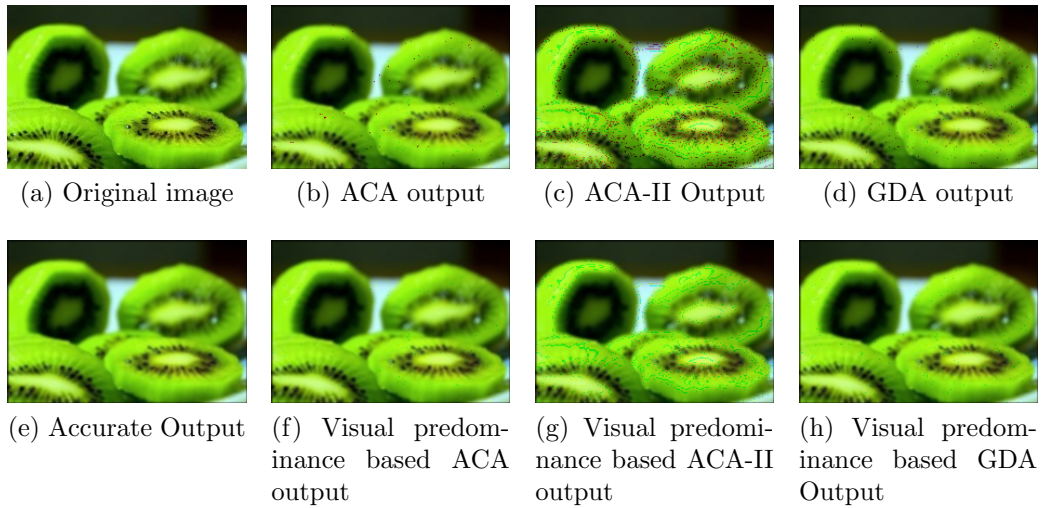 (a) Original image
(b) ACA output
(c) ACA-II Output
(d) GDA output
(e) Accurate Output
(f) Visual predom-
inance based ACA
output
(g) Visual predomi-
nance based ACA-II
output
(h) Visual predom-
inance based GDA
Output